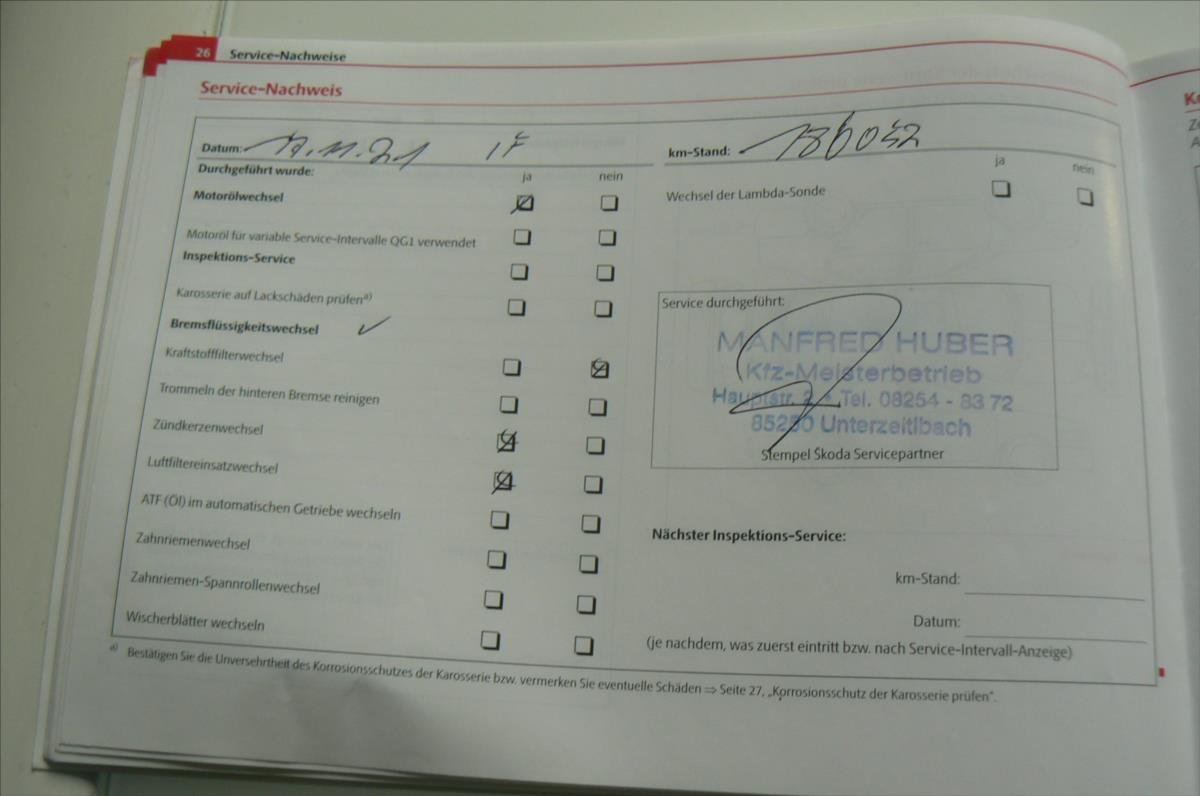 26 Service-Nachweise
Service-Nachweis
Datum: 17.11.21
km-Stand: 186032
Durchgeführt wurde:
ja nein
ja nein
Motorölwechsel
Wechsel der Lambda-Sonde
Motoröl für variable Service-Intervalle QG1 verwendet
Inspektions-Service
Karosserie auf Lackschäden prüfen a)
Bremsflüssigkeitswechsel ✓
Kraftstofffilterwechsel
Trommeln der hinteren Bremse reinigen
Zündkerzenwechsel
Luftfiltereinsatzwechsel
ATF (Öl) im automatischen Getriebe wechseln
Zahnriemenwechsel
Zahnriemen-Spannrollenwechsel
Wischerblätter wechseln
Service durchgeführt:
MANFRED HUBER
Kfz-Meisterbetrieb
Hauptstr. 2 • Tel. 08254 - 83 72
85250 Unterzeitlbach
Stempel Škoda Servicepartner
Nächster Inspektions-Service:
km-Stand:
Datum:
(je nachdem, was zuerst eintritt bzw. nach Service-Intervall-Anzeige)
a) Bestätigen Sie die Unversehrtheit des Korrosionsschutzes der Karosserie bzw. vermerken Sie eventuelle Schäden ⇒ Seite 27, „Korrosionsschutz der Karosserie prüfen“.